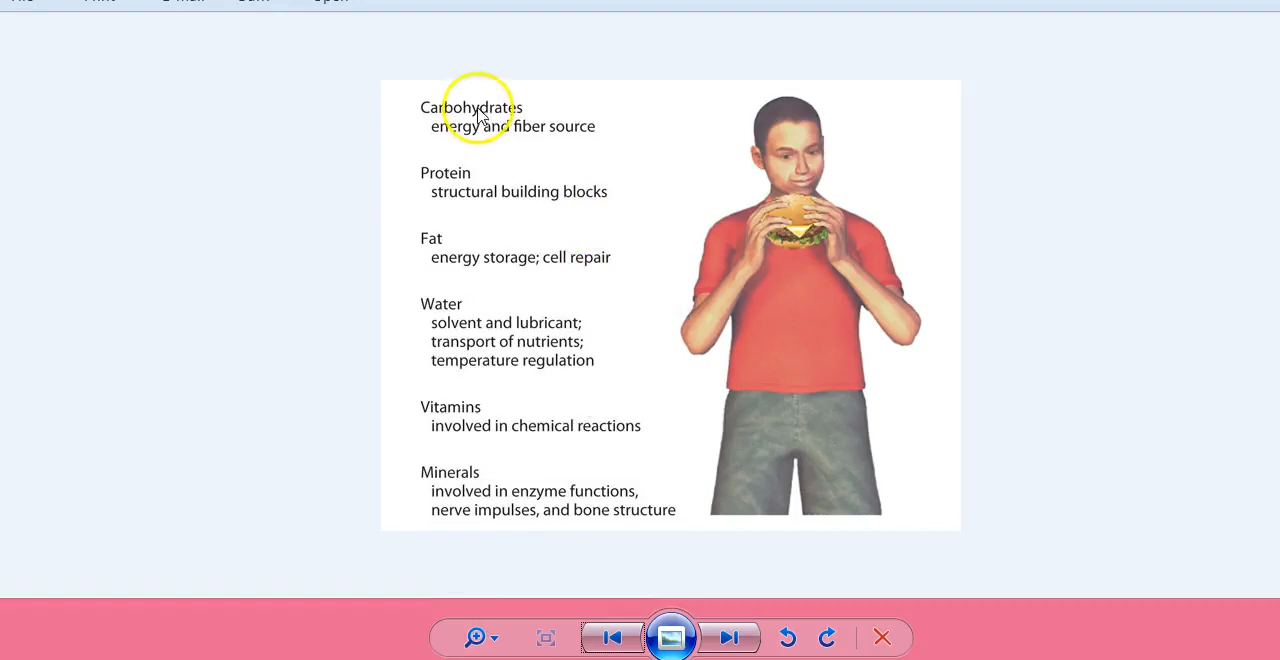 Carbohydrates
energy and fiber source
Protein
structural building blocks
Fat
energy storage; cell repair
Water
solvent and lubricant;
transport of nutrients;
temperature regulation
Vitamins
involved in chemical reactions
Minerals
involved in enzyme functions,
nerve impulses, and bone structure